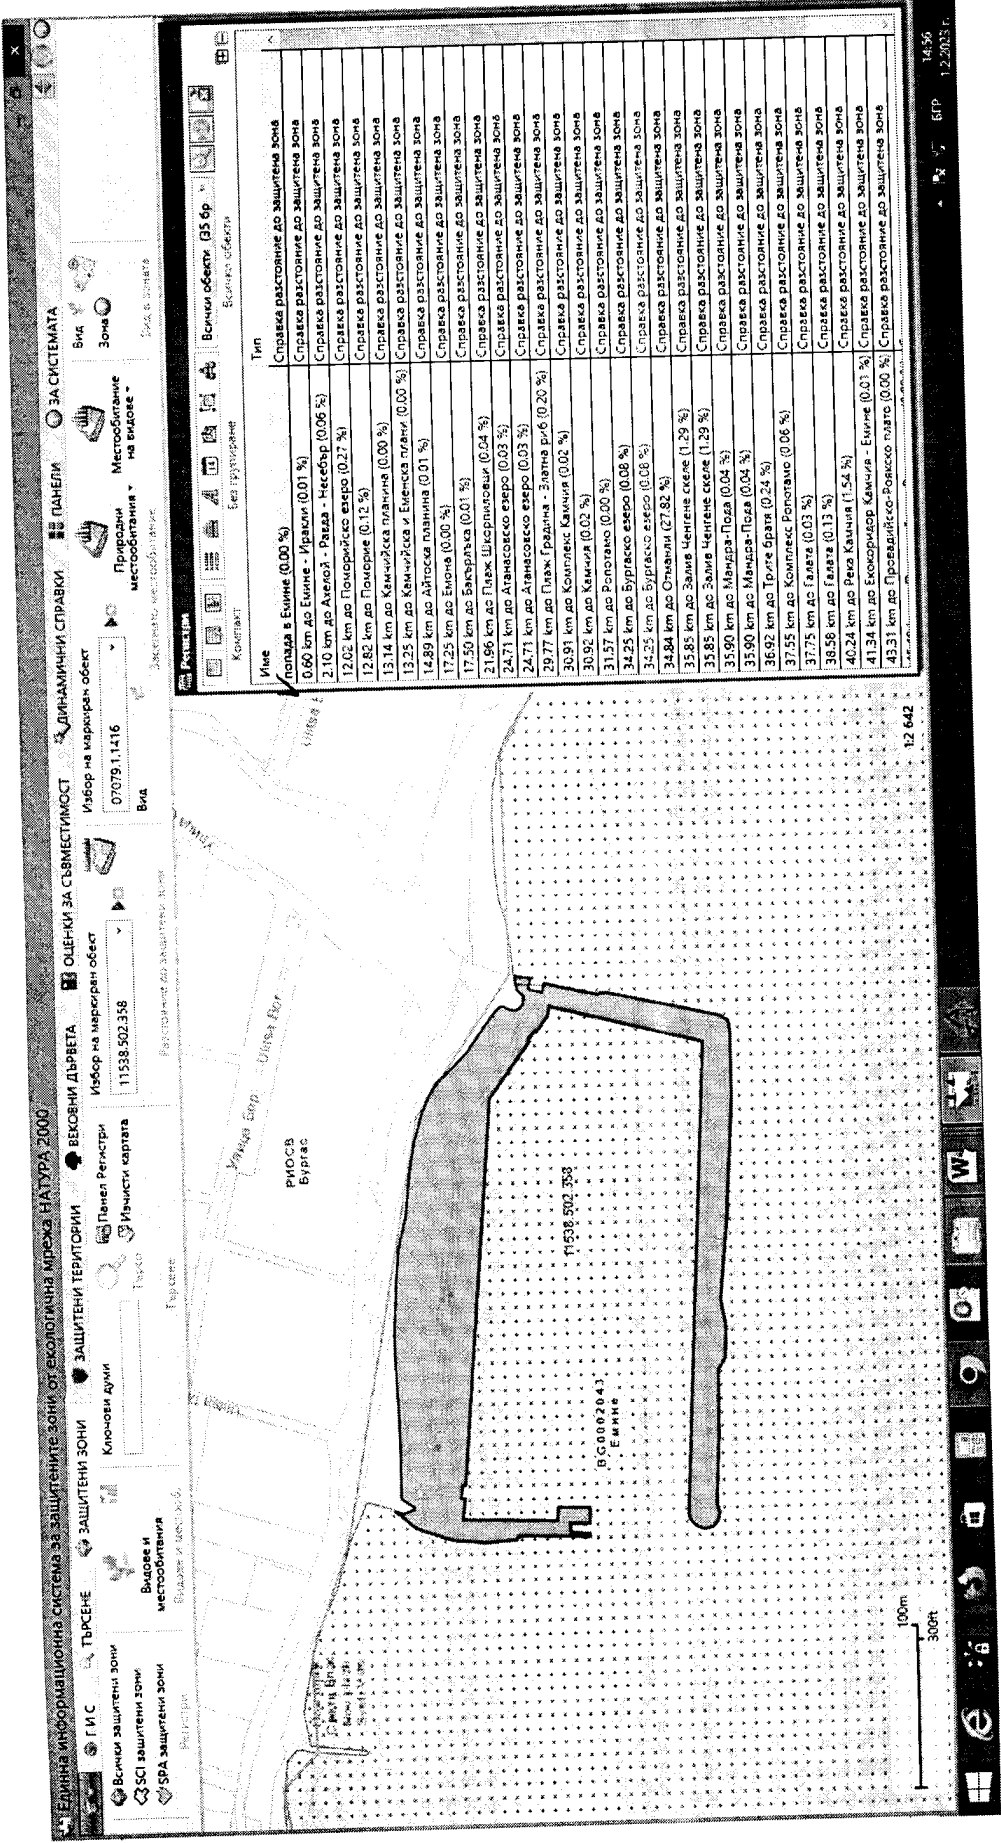 Единна информационна система за защитените зони от екологична мрежа НАТУРА 2000
ГИС
ТЪРСЕНЕ
ЗАЩИТЕНИ ЗОНИ
ЗАЩИТЕНИ ТЕРИТОРИИ
ВЕКОВНИ ДЪРВЕТА
ОЦЕНКИ ЗА СЪВМЕСТИМОСТ
ДИНАМИЧНИ СПРАВКИ
ПАНЕЛИ
ЗА СИСТЕМАТА
Всички защитени зони
SCI защитени зони
SPA защитени зони
Регистри
Видове и
местообитания
Ключови думи
Търси
Търсене
Панел Регистри
Изчисти картата
Избор на маркиран обект
11538.502.358
Разстояние до защитени зони
Избор на маркиран обект
07079.1.1416
Вид
Природни
местообитания
Местообитание
на видове
Вид
Зона
Регистри
Компакт
Без групиране
Всички обекти (35 бр
Всички обекти
Име
Тип
попада в Емине (0.00 %)
Справка разстояние до защитена зона
0.60 km до Емине - Иракли (0.01 %)
Справка разстояние до защитена зона
2.10 km до Ахелой - Равда - Несебър (0.06 %)
Справка разстояние до защитена зона
12.02 km до Поморийско езеро (0.27 %)
Справка разстояние до защитена зона
12.82 km до Поморие (0.12 %)
Справка разстояние до защитена зона
13.14 km до Камчийска планина (0.00 %)
Справка разстояние до защитена зона
13.25 km до Камчийска и Еменска плани (0.00 %)
Справка разстояние до защитена зона
14.89 km до Айтоска планина (0.01 %)
Справка разстояние до защитена зона
17.25 km до Емона (0.00 %)
Справка разстояние до защитена зона
17.50 km до Бакърлъка (0.01 %)
Справка разстояние до защитена зона
21.96 km до Плаж Шкорпиловци (0.04 %)
Справка разстояние до защитена зона
24.71 km до Атанасовско езеро (0.03 %)
Справка разстояние до защитена зона
24.71 km до Атанасовско езеро (0.03 %)
Справка разстояние до защитена зона
29.77 km до Плаж Градина - Златна риб (0.20 %)
Справка разстояние до защитена зона
30.91 km до Комплекс Камчия (0.02 %)
Справка разстояние до защитена зона
30.92 km до Камчия (0.02 %)
Справка разстояние до защитена зона
31.57 km до Ропотамо (0.00 %)
Справка разстояние до защитена зона
34.25 km до Бургаско езеро (0.08 %)
Справка разстояние до защитена зона
34.25 km до Бургаско езеро (0.08 %)
Справка разстояние до защитена зона
34.84 km до Отманли (27.82 %)
Справка разстояние до защитена зона
35.85 km до Залив Ченгене скеле (1.29 %)
Справка разстояние до защитена зона
35.85 km до Залив Ченгене скеле (1.29 %)
Справка разстояние до защитена зона
35.90 km до Мандра-Пода (0.04 %)
Справка разстояние до защитена зона
35.90 km до Мандра-Пода (0.04 %)
Справка разстояние до защитена зона
36.92 km до Трите братя (0.24 %)
Справка разстояние до защитена зона
37.55 km до Комплекс Ропотамо (0.06 %)
Справка разстояние до защитена зона
37.75 km до Галата (0.03 %)
Справка разстояние до защитена зона
38.58 km до Галата (0.13 %)
Справка разстояние до защитена зона
40.24 km до Река Камчия (1.54 %)
Справка разстояние до защитена зона
41.34 km до Екокоридор Камчия - Емине (0.01 %)
Справка разстояние до защитена зона
43.31 km до Провадийско-Роякско плато (0.00 %)
Справка разстояние до защитена зона
РИОСВ
Бургас
11538.502.358
BG0002043
Емине
100m
300ft
1:2 642
БГР
14:56
1.2.2023 г.